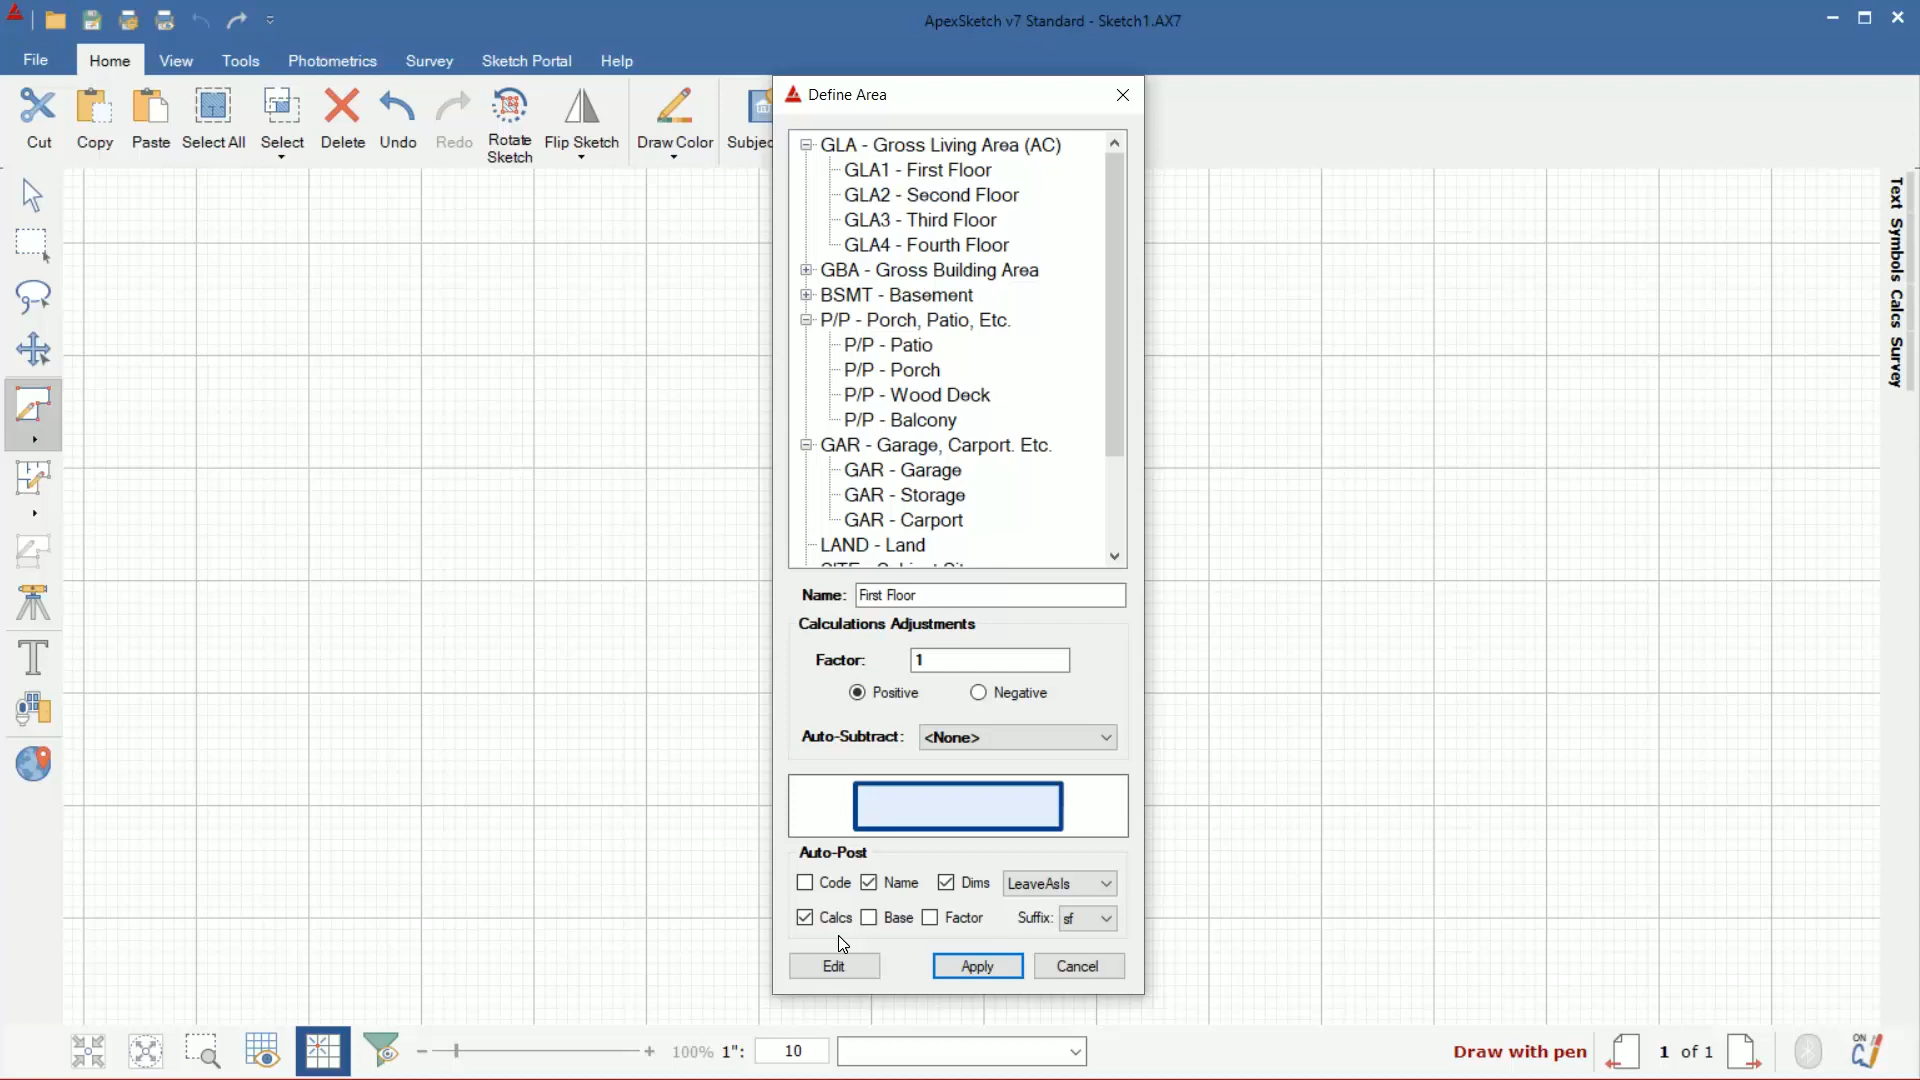 ApexSketch v7 Standard - Sketch1.AX7
File Home View Tools Photometrics Survey Sketch Portal Help
Cut Copy Paste Select All Select Delete Undo Redo Rotate Sketch Flip Sketch Draw Color Subjec
Define Area
GLA - Gross Living Area (AC)
GLA1 - First Floor
GLA2 - Second Floor
GLA3 - Third Floor
GLA4 - Fourth Floor
GBA - Gross Building Area
BSMT - Basement
P/P - Porch, Patio, Etc.
P/P - Patio
P/P - Porch
P/P - Wood Deck
P/P - Balcony
GAR - Garage, Carport. Etc.
GAR - Garage
GAR - Storage
GAR - Carport
LAND - Land
Name: First Floor
Calculations Adjustments
Factor: 1
Positive Negative
Auto-Subtract: <None>
Auto-Post
Code Name Dims LeaveAsIs
Calcs Base Factor Suffix: sf
Edit Apply Cancel
Text Symbols Calcs Survey
100% 1": 10
Draw with pen 1 of 1
ON